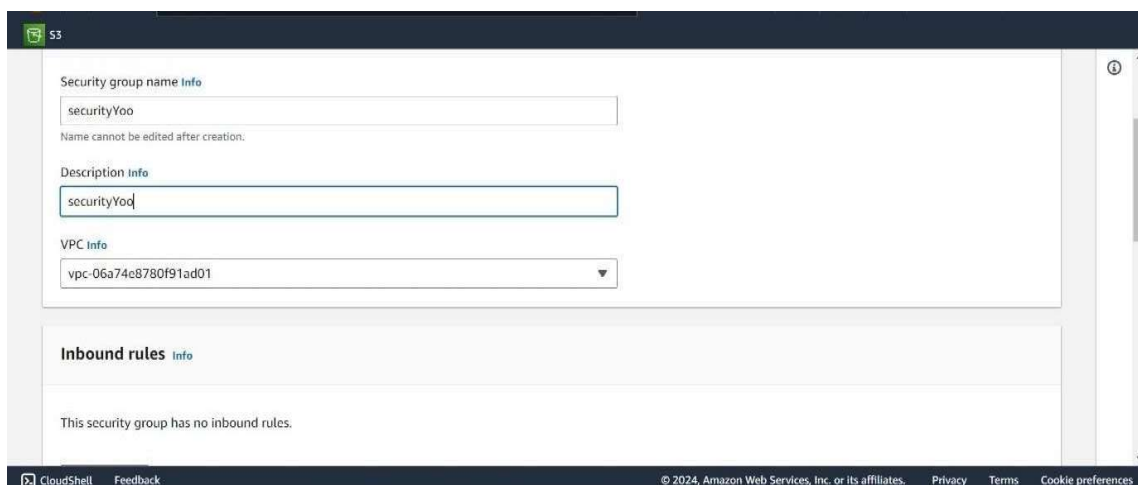 S3
Security group name Info
securityYoo
Name cannot be edited after creation.
Description Info
securityYoo
VPC Info
vpc-06a74e8780f91ad01
Inbound rules Info
This security group has no inbound rules.
CloudShell Feedback © 2024, Amazon Web Services, Inc. or its affiliates. Privacy Terms Cookie preferences